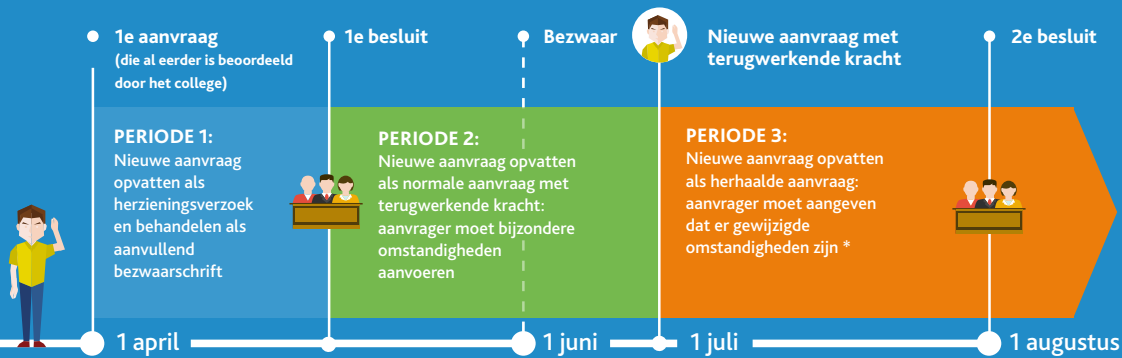 1e aanvraag
(die al eerder is beoordeeld
door het college)
1e besluit
Bezwaar
Nieuwe aanvraag met
terugwerkende kracht
2e besluit
PERIODE 1:
Nieuwe aanvraag
opvatten als
herzieningsverzoek
en behandelen als
aanvullend
bezwaarschrift
PERIODE 2:
Nieuwe aanvraag opvatten
als normale aanvraag met
terugwerkende kracht:
aanvrager moet bijzondere
omstandigheden
aanvoeren
PERIODE 3:
Nieuwe aanvraag opvatten
als herhaalde aanvraag:
aanvrager moet aangeven
dat er gewijzigde
omstandigheden zijn *
1 april
1 juni
1 juli
1 augustus